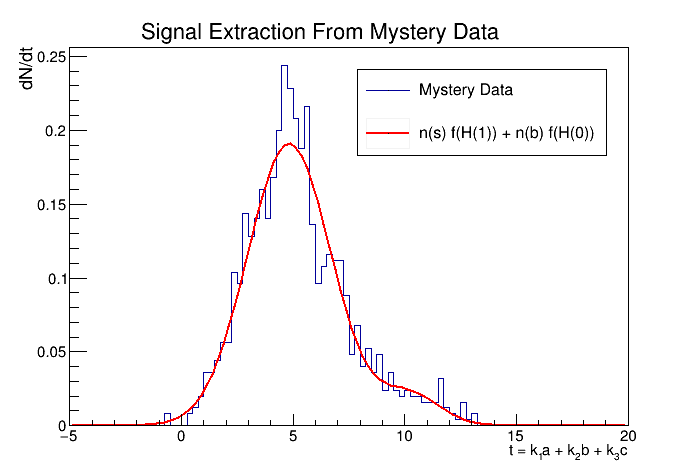 Signal Extraction From Mystery Data
dN/dt
0.25
0.2
0.15
0.1
0.05
0
Mystery Data
n(s) f(H(1)) + n(b) f(H(0))
−5 0 5 10 15 20
t = k₁a + k₂b + k₃c